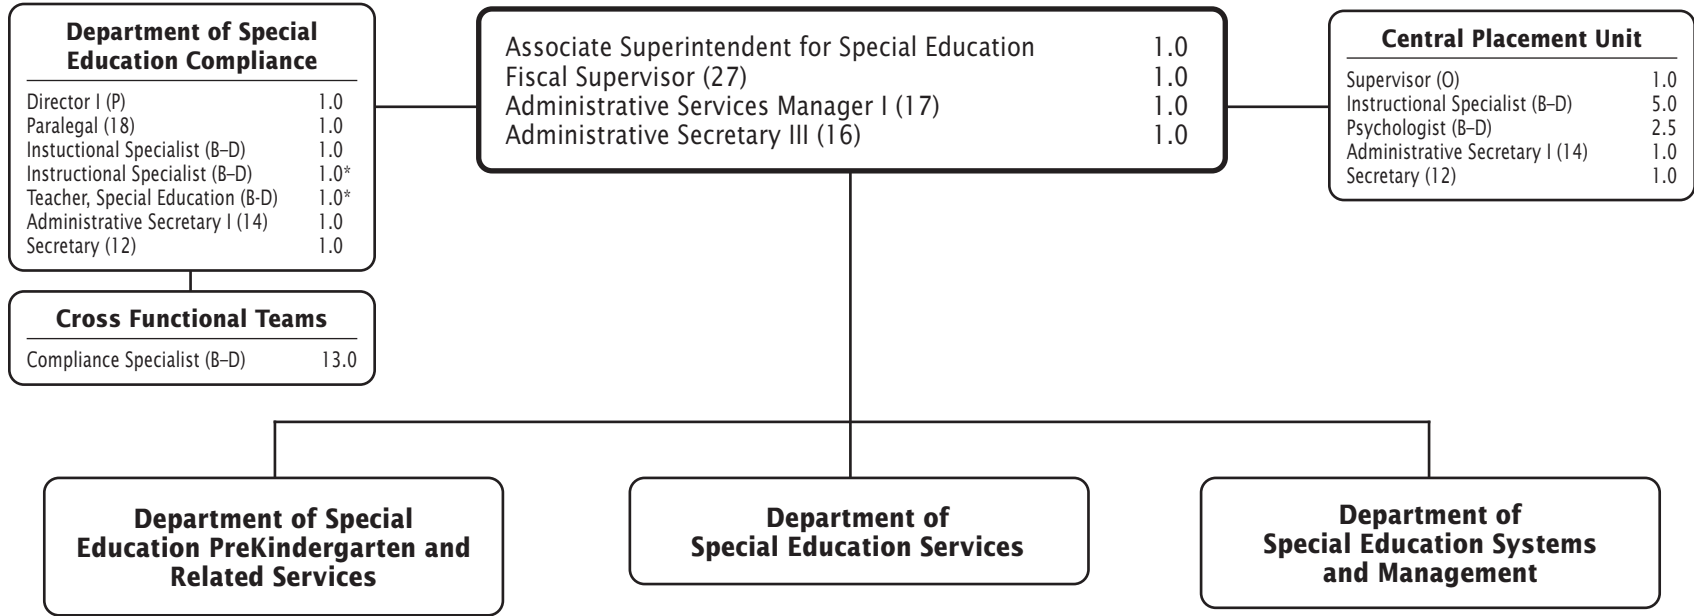 Department of Special
Education Compliance
Director I (P) 1.0
Paralegal (18) 1.0
Instuctional Specialist (B–D) 1.0
Instructional Specialist (B–D) 1.0*
Teacher, Special Education (B-D) 1.0*
Administrative Secretary I (14) 1.0
Secretary (12) 1.0
Cross Functional Teams
Compliance Specialist (B–D) 13.0
Associate Superintendent for Special Education 1.0
Fiscal Supervisor (27) 1.0
Administrative Services Manager I (17) 1.0
Administrative Secretary III (16) 1.0
Central Placement Unit
Supervisor (O) 1.0
Instructional Specialist (B–D) 5.0
Psychologist (B–D) 2.5
Administrative Secretary I (14) 1.0
Secretary (12) 1.0
Department of Special
Education PreKindergarten and
Related Services
Department of
Special Education Services
Department of
Special Education Systems
and Management